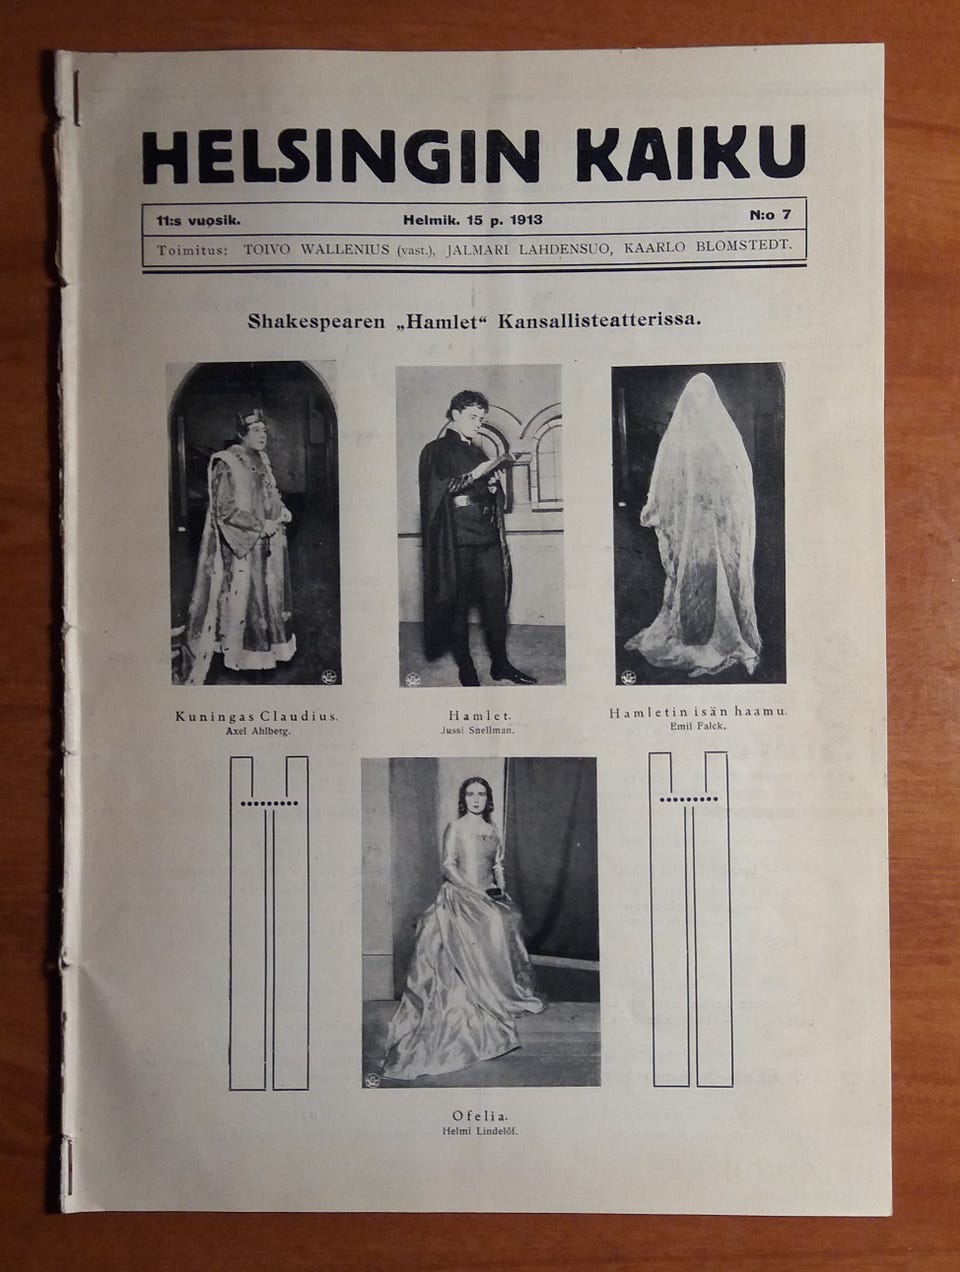 HELSINGIN KAIKU
11:s vuosik. Helmik. 15 p. 1913 N:o 7
Toimitus: TOIVO WALLENIUS (vast.), JALMARI LAHDENSUO, KAARLO BLOMSTEDT.
Shakespearen „Hamlet“ Kansallisteatterissa.
Kuningas Claudius.
Axel Ahlberg.
Hamlet.
Jussi Snellman.
Hamletin isän haamu.
Emil Falck.
Ofelia.
Helmi Lindelöf.